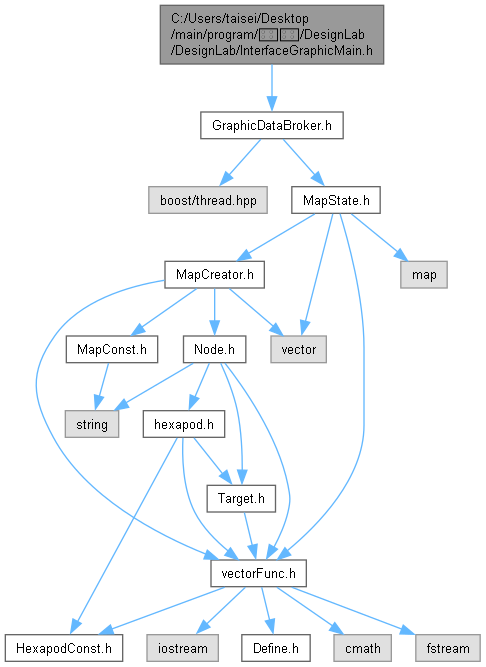 C:/Users/taisei/Desktop
/main/program/ /DesignLab
/DesignLab/InterfaceGraphicMain.h
GraphicDataBroker.h
boost/thread.hpp
MapState.h
MapCreator.h
map
MapConst.h
Node.h
vector
string
hexapod.h
Target.h
vectorFunc.h
HexapodConst.h
iostream
Define.h
cmath
fstream